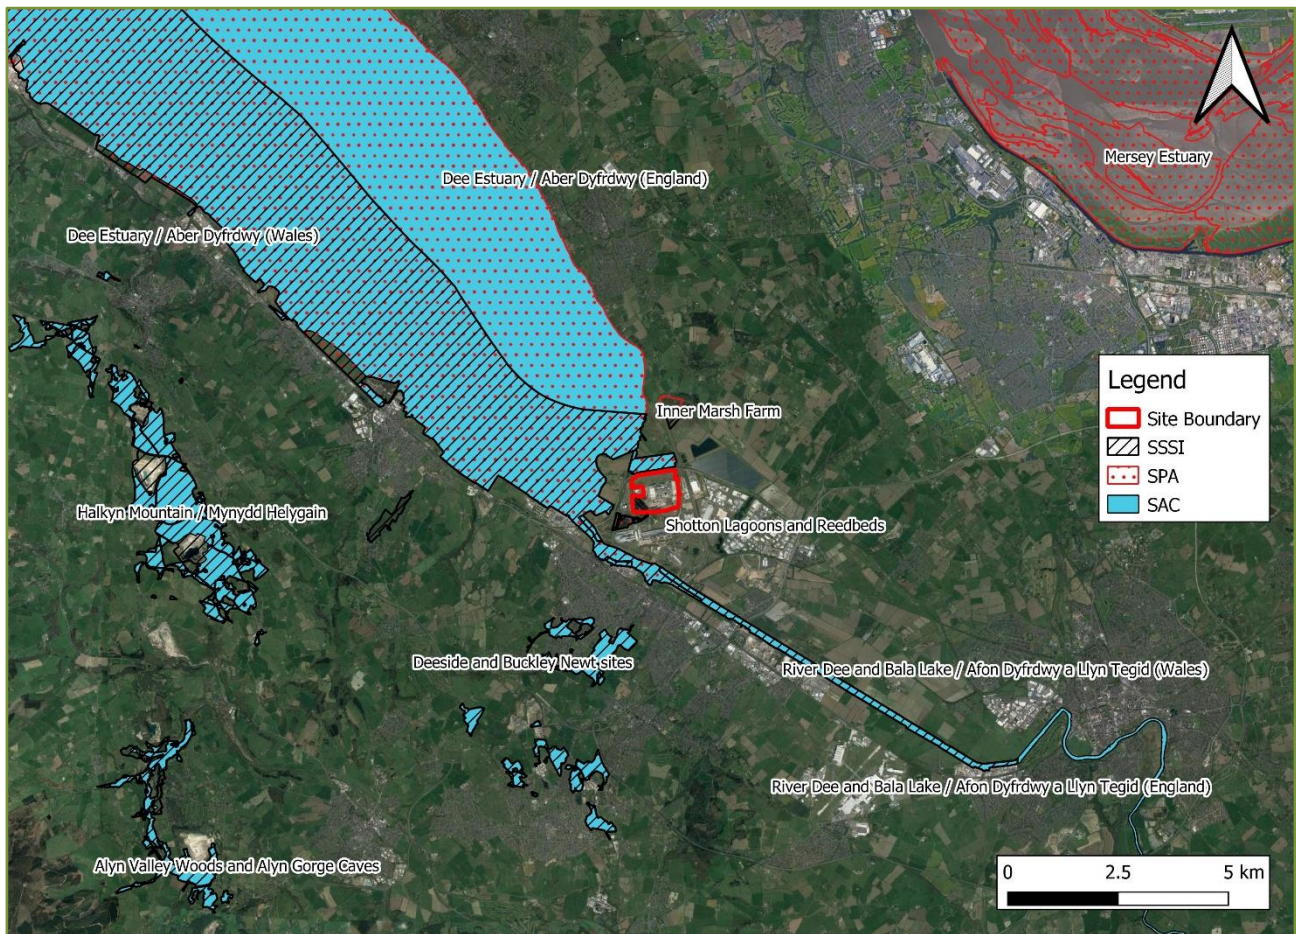 Mersey Estuary
Dee Estuary / Aber Dyfrdwy (England)
Dee Estuary / Aber Dyfrdwy (Wales)
Legend
Site Boundary
SSSI
SPA
SAC
Inner Marsh Farm
Halkyn Mountain / Mynydd Helygain
Shotton Lagoons and Reedbeds
Deeside and Buckley Newt sites
River Dee and Bala Lake / Afon Dyfrdwy a Llyn Tegid (Wales)
River Dee and Bala Lake / Afon Dyfrdwy a Llyn Tegid (England)
Alyn Valley Woods and Alyn Gorge Caves
0 2.5 5 km